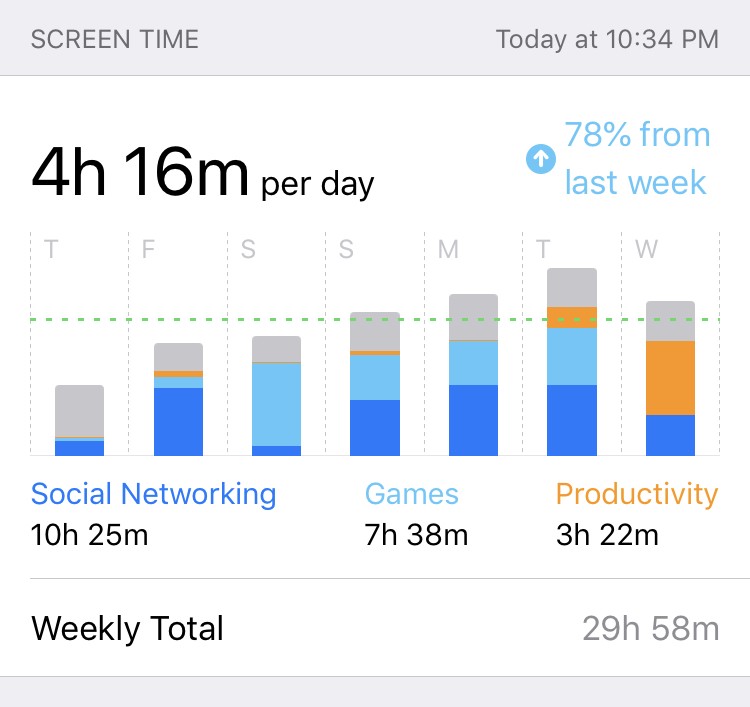 SCREEN TIME Today at 10:34 PM
4h 16m per day
78% from
last week
T F S S M T W
Social Networking Games Productivity
10h 25m 7h 38m 3h 22m
Weekly Total 29h 58m